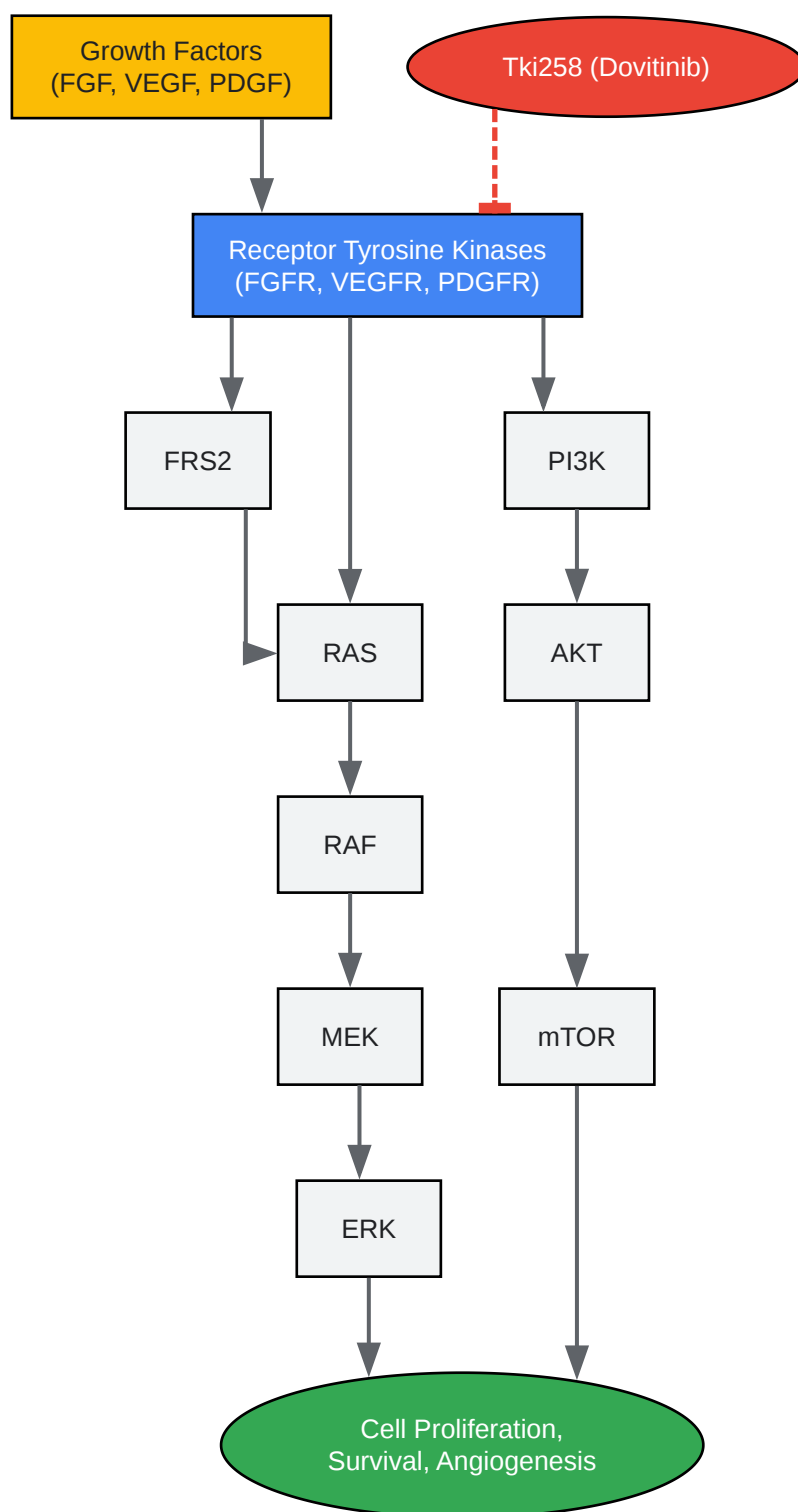 Growth Factors
(FGF, VEGF, PDGF)
Tki258 (Dovitinib)
Receptor Tyrosine Kinases
(FGFR, VEGFR, PDGFR)
FRS2
PI3K
RAS
AKT
RAF
MEK
mTOR
ERK
Cell Proliferation,
Survival, Angiogenesis